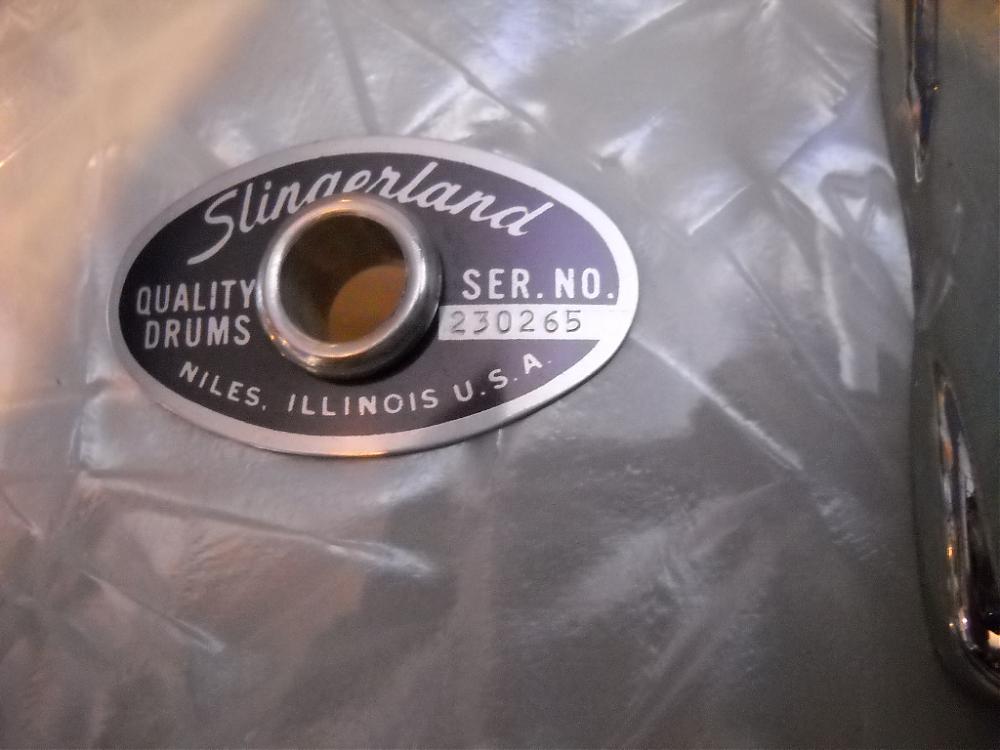 Slingerland
QUALITY
DRUMS
SER. NO.
230265
NILES, ILLINOIS U.S.A.